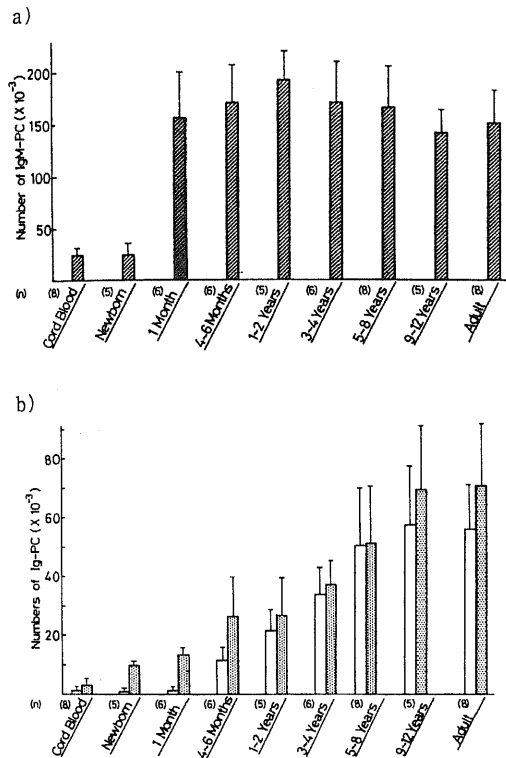 a)
Number of IgM-PC (X 10⁻³)
200
150
100
50
(n)
(8) (5) (6) (6) (5) (6) (8) (5) (8)
Cord Blood
Newborn
1 Month
4-6 Months
1-2 Years
3-4 Years
5-8 Years
9-12 Years
Adult
b)
Numbers of Ig-PC (X 10⁻³)
80
60
40
20
(n)
(8) (5) (6) (6) (5) (6) (8) (5) (8)
Cord Blood
Newborn
1 Month
4-6 Months
1-2 Years
3-4 Years
5-8 Years
9-12 Years
Adult